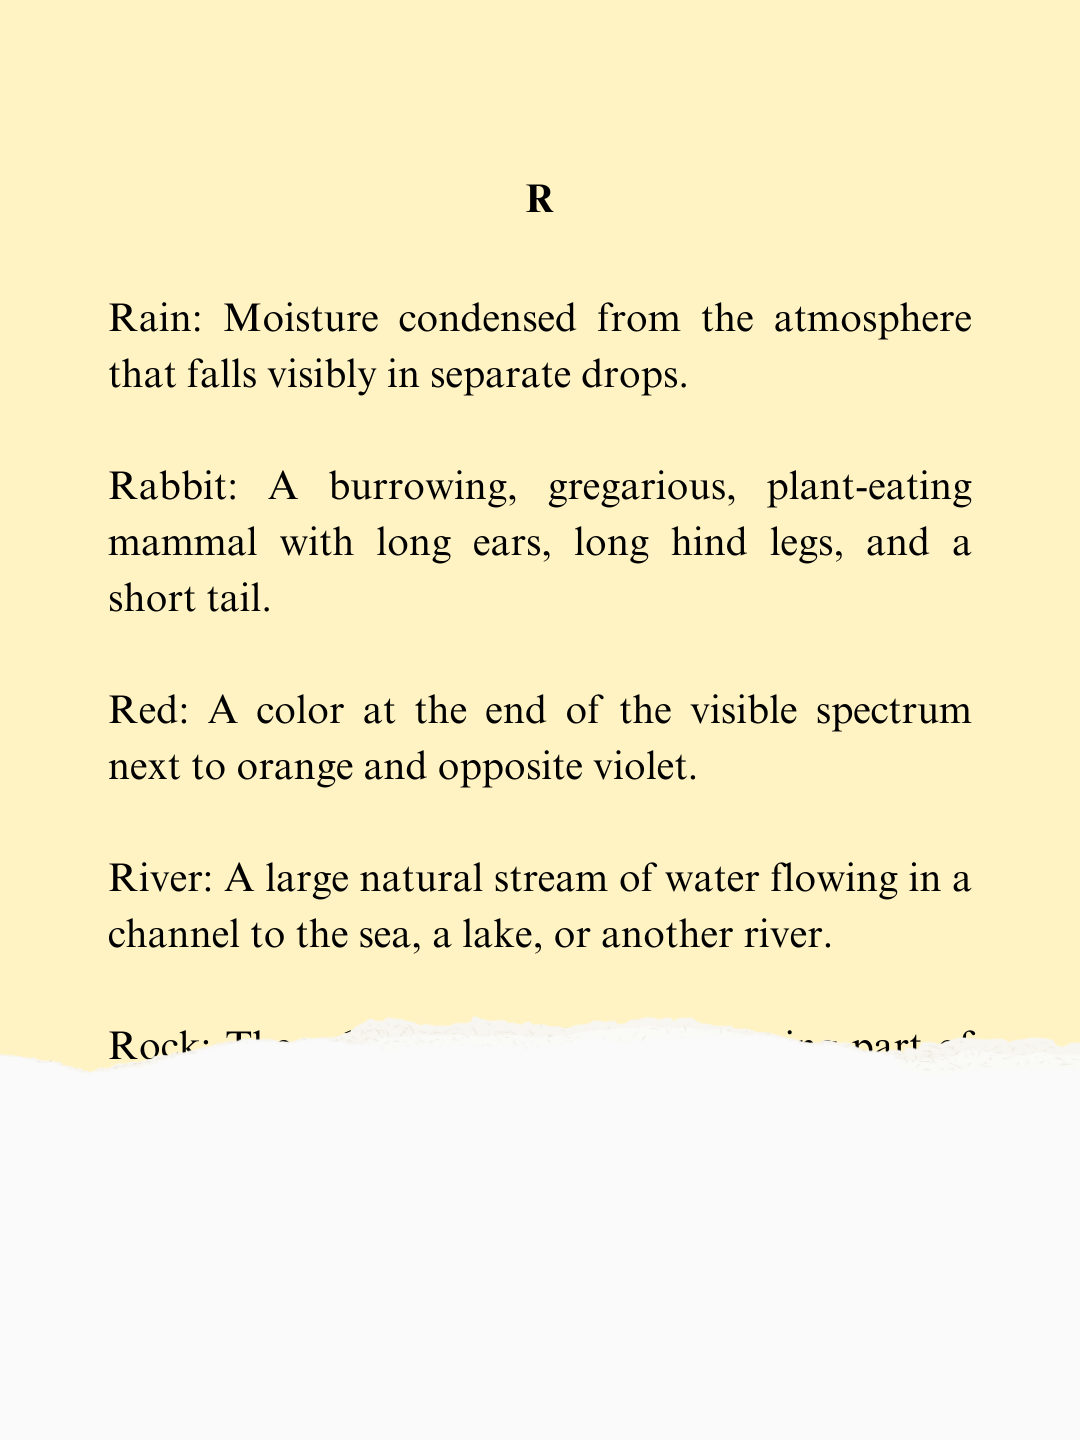 R
Rain: Moisture condensed from the atmosphere
that falls visibly in separate drops.
Rabbit: A burrowing, gregarious, plant-eating
mammal with long ears, long hind legs, and a
short tail.
Red: A color at the end of the visible spectrum
next to orange and opposite violet.
River: A large natural stream of water flowing in a
channel to the sea, a lake, or another river.
Rock: The part of